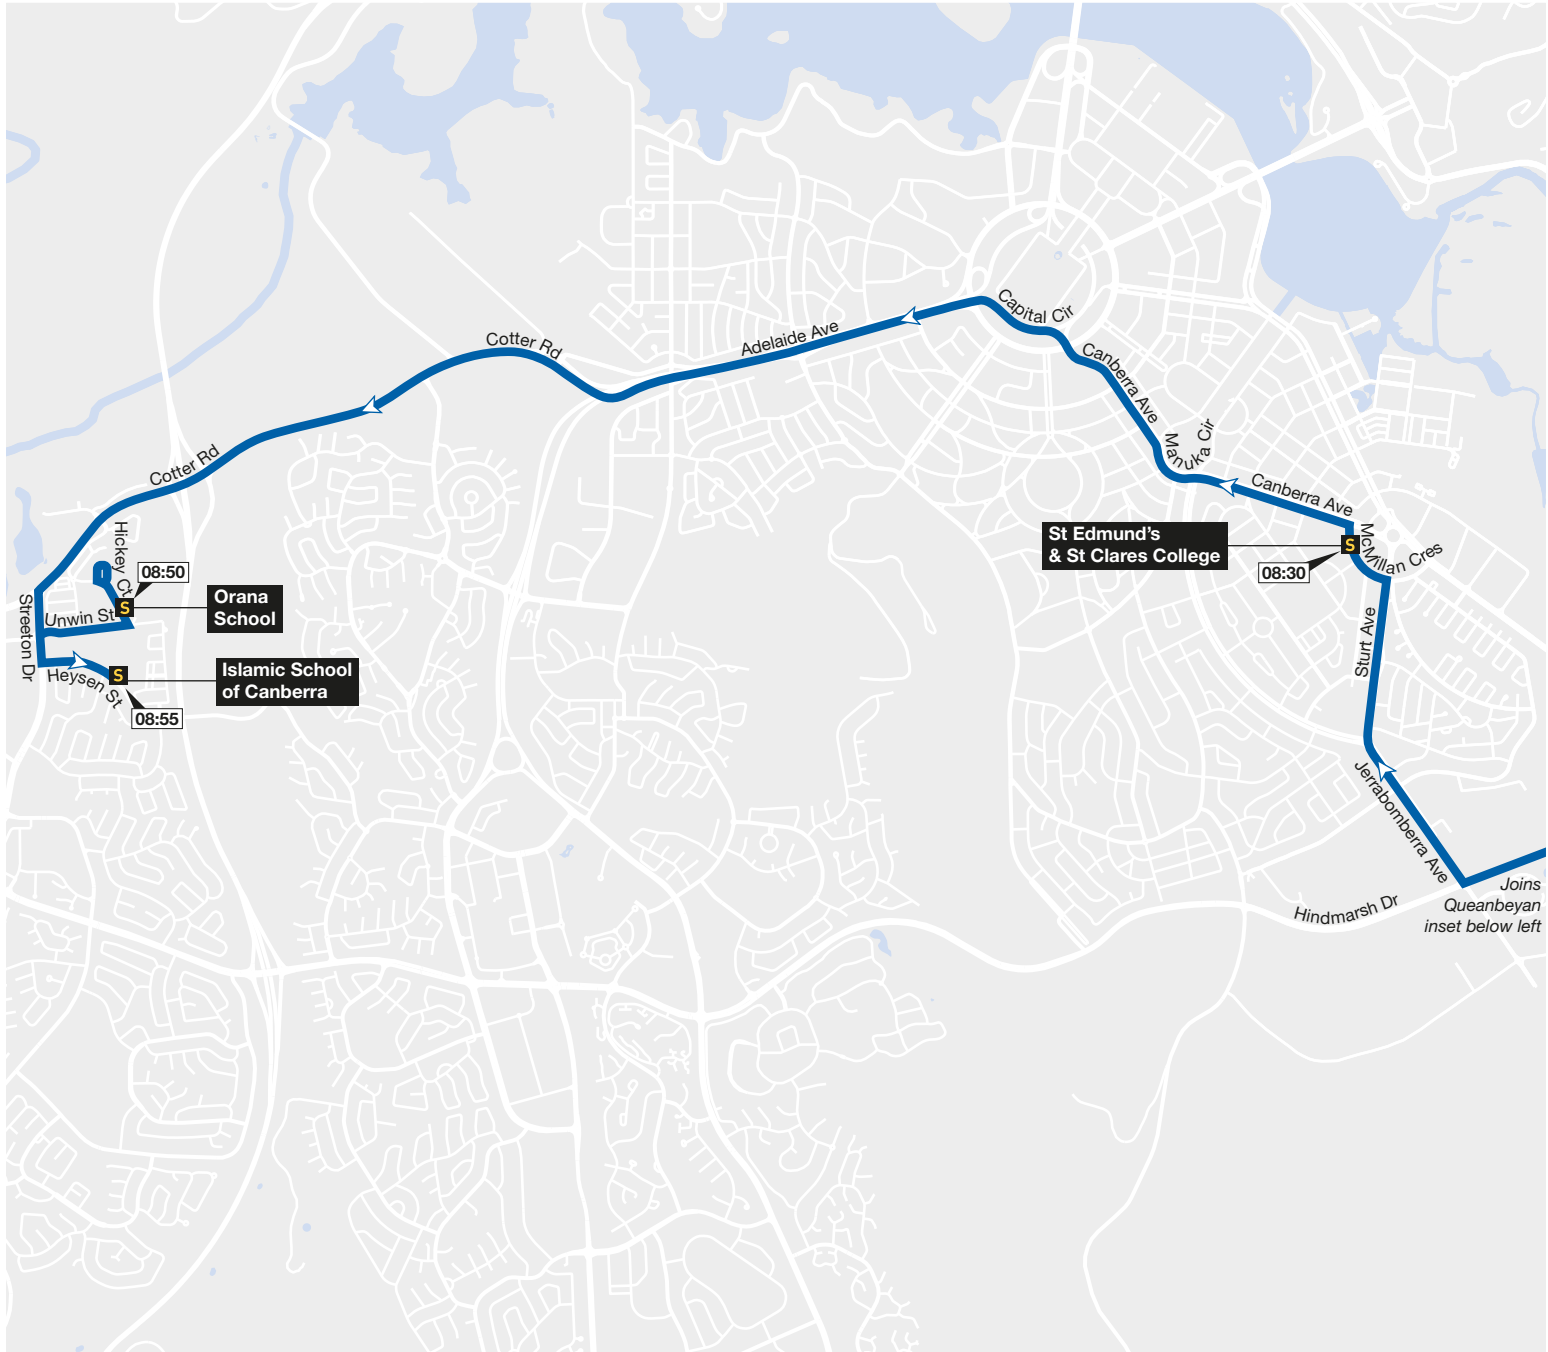 Capital Cir
Adelaide Ave
Cotter Rd
Canberra Ave
Manuka Cir
Cotter Rd
Canberra Ave
Hickey Ct
McMillan Cres
St Edmund's
& St Clares College
S
08:30
08:50
Orana
School
S
Unwin St
Streeton Dr
Sturt Ave
Islamic School
of Canberra
S
Heysen St
08:55
Jerrabomberra Ave
Joins
Queanbeyan
inset below left
Hindmarsh Dr